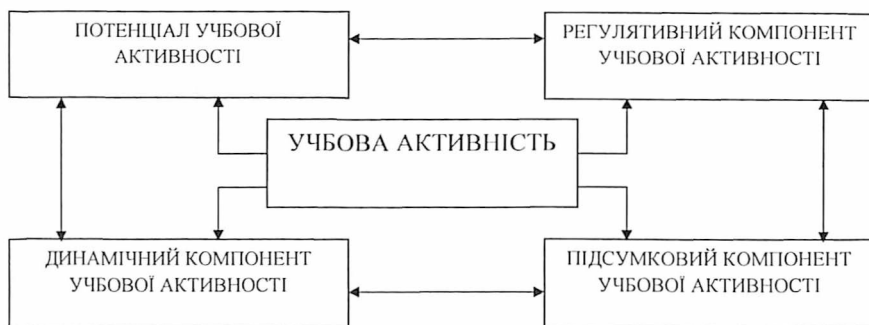 ПОТЕНЦІАЛ УЧБОВОЇ
АКТИВНОСТІ
РЕГУЛЯТИВНИЙ КОМПОНЕНТ
УЧБОВОЇ АКТИВНОСТІ
УЧБОВА АКТИВНІСТЬ
ДИНАМІЧНИЙ КОМПОНЕНТ
УЧБОВОЇ АКТИВНОСТІ
ПІДСУМКОВИЙ КОМПОНЕНТ
УЧБОВОЇ АКТИВНОСТІ